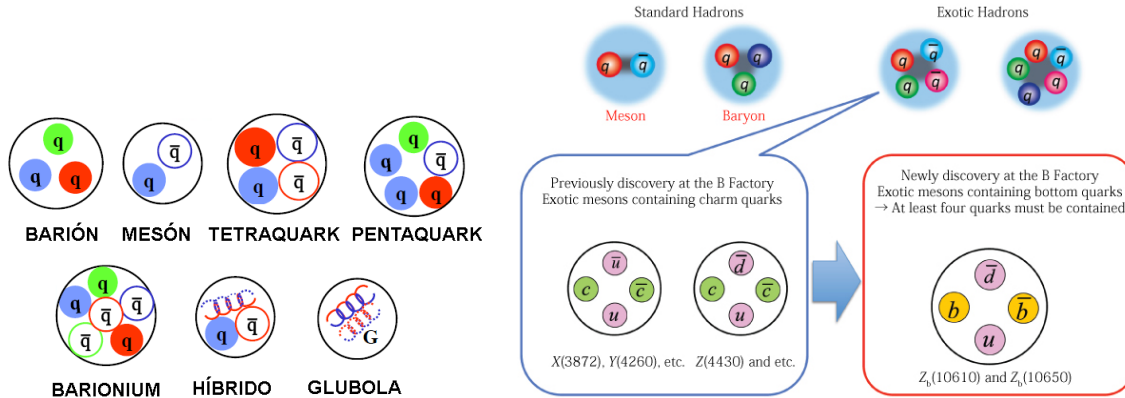 q
q q
BARIÓN
q̅
q
MESÓN
q q̅
q q̅
TETRAQUARK
q
q q̅
q q
PENTAQUARK
q
q q̅ q̅
q̅ q
BARIONIUM
q q̅
HÍBRIDO
G
GLUBOLA
Standard Hadrons
q q̅
Meson
q q
q
Baryon
Exotic Hadrons
q q̅
q q̅
q q̅
q q̅
q q
Previously discovery at the B Factory
Exotic mesons containing charm quarks
u̅
c c̅
u
X(3872), Y(4260), etc.
d̅
c c̅
u
Z(4430) and etc.
Newly discovery at the B Factory
Exotic mesons containing bottom quarks
→ At least four quarks must be contained
d̅
b b̅
u
Z_b(10610) and Z_b(10650)